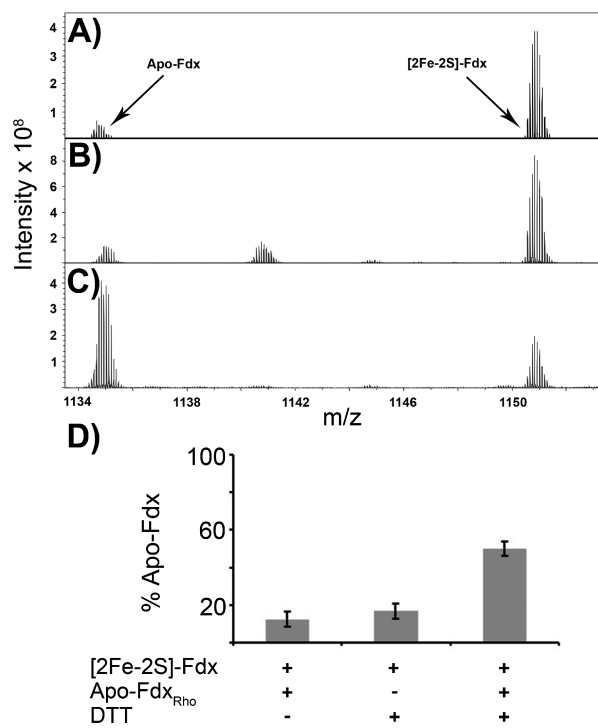 A)
4
3
2
1
Apo-Fdx
[2Fe-2S]-Fdx
B)
8
6
4
2
C)
4
3
2
1
Intensity x 10⁸
1134 1138 1142 1146 1150
m/z
D)
100
60
20
% Apo-Fdx
[2Fe-2S]-Fdx + + +
Apo-FdxRho + - +
DTT - + +